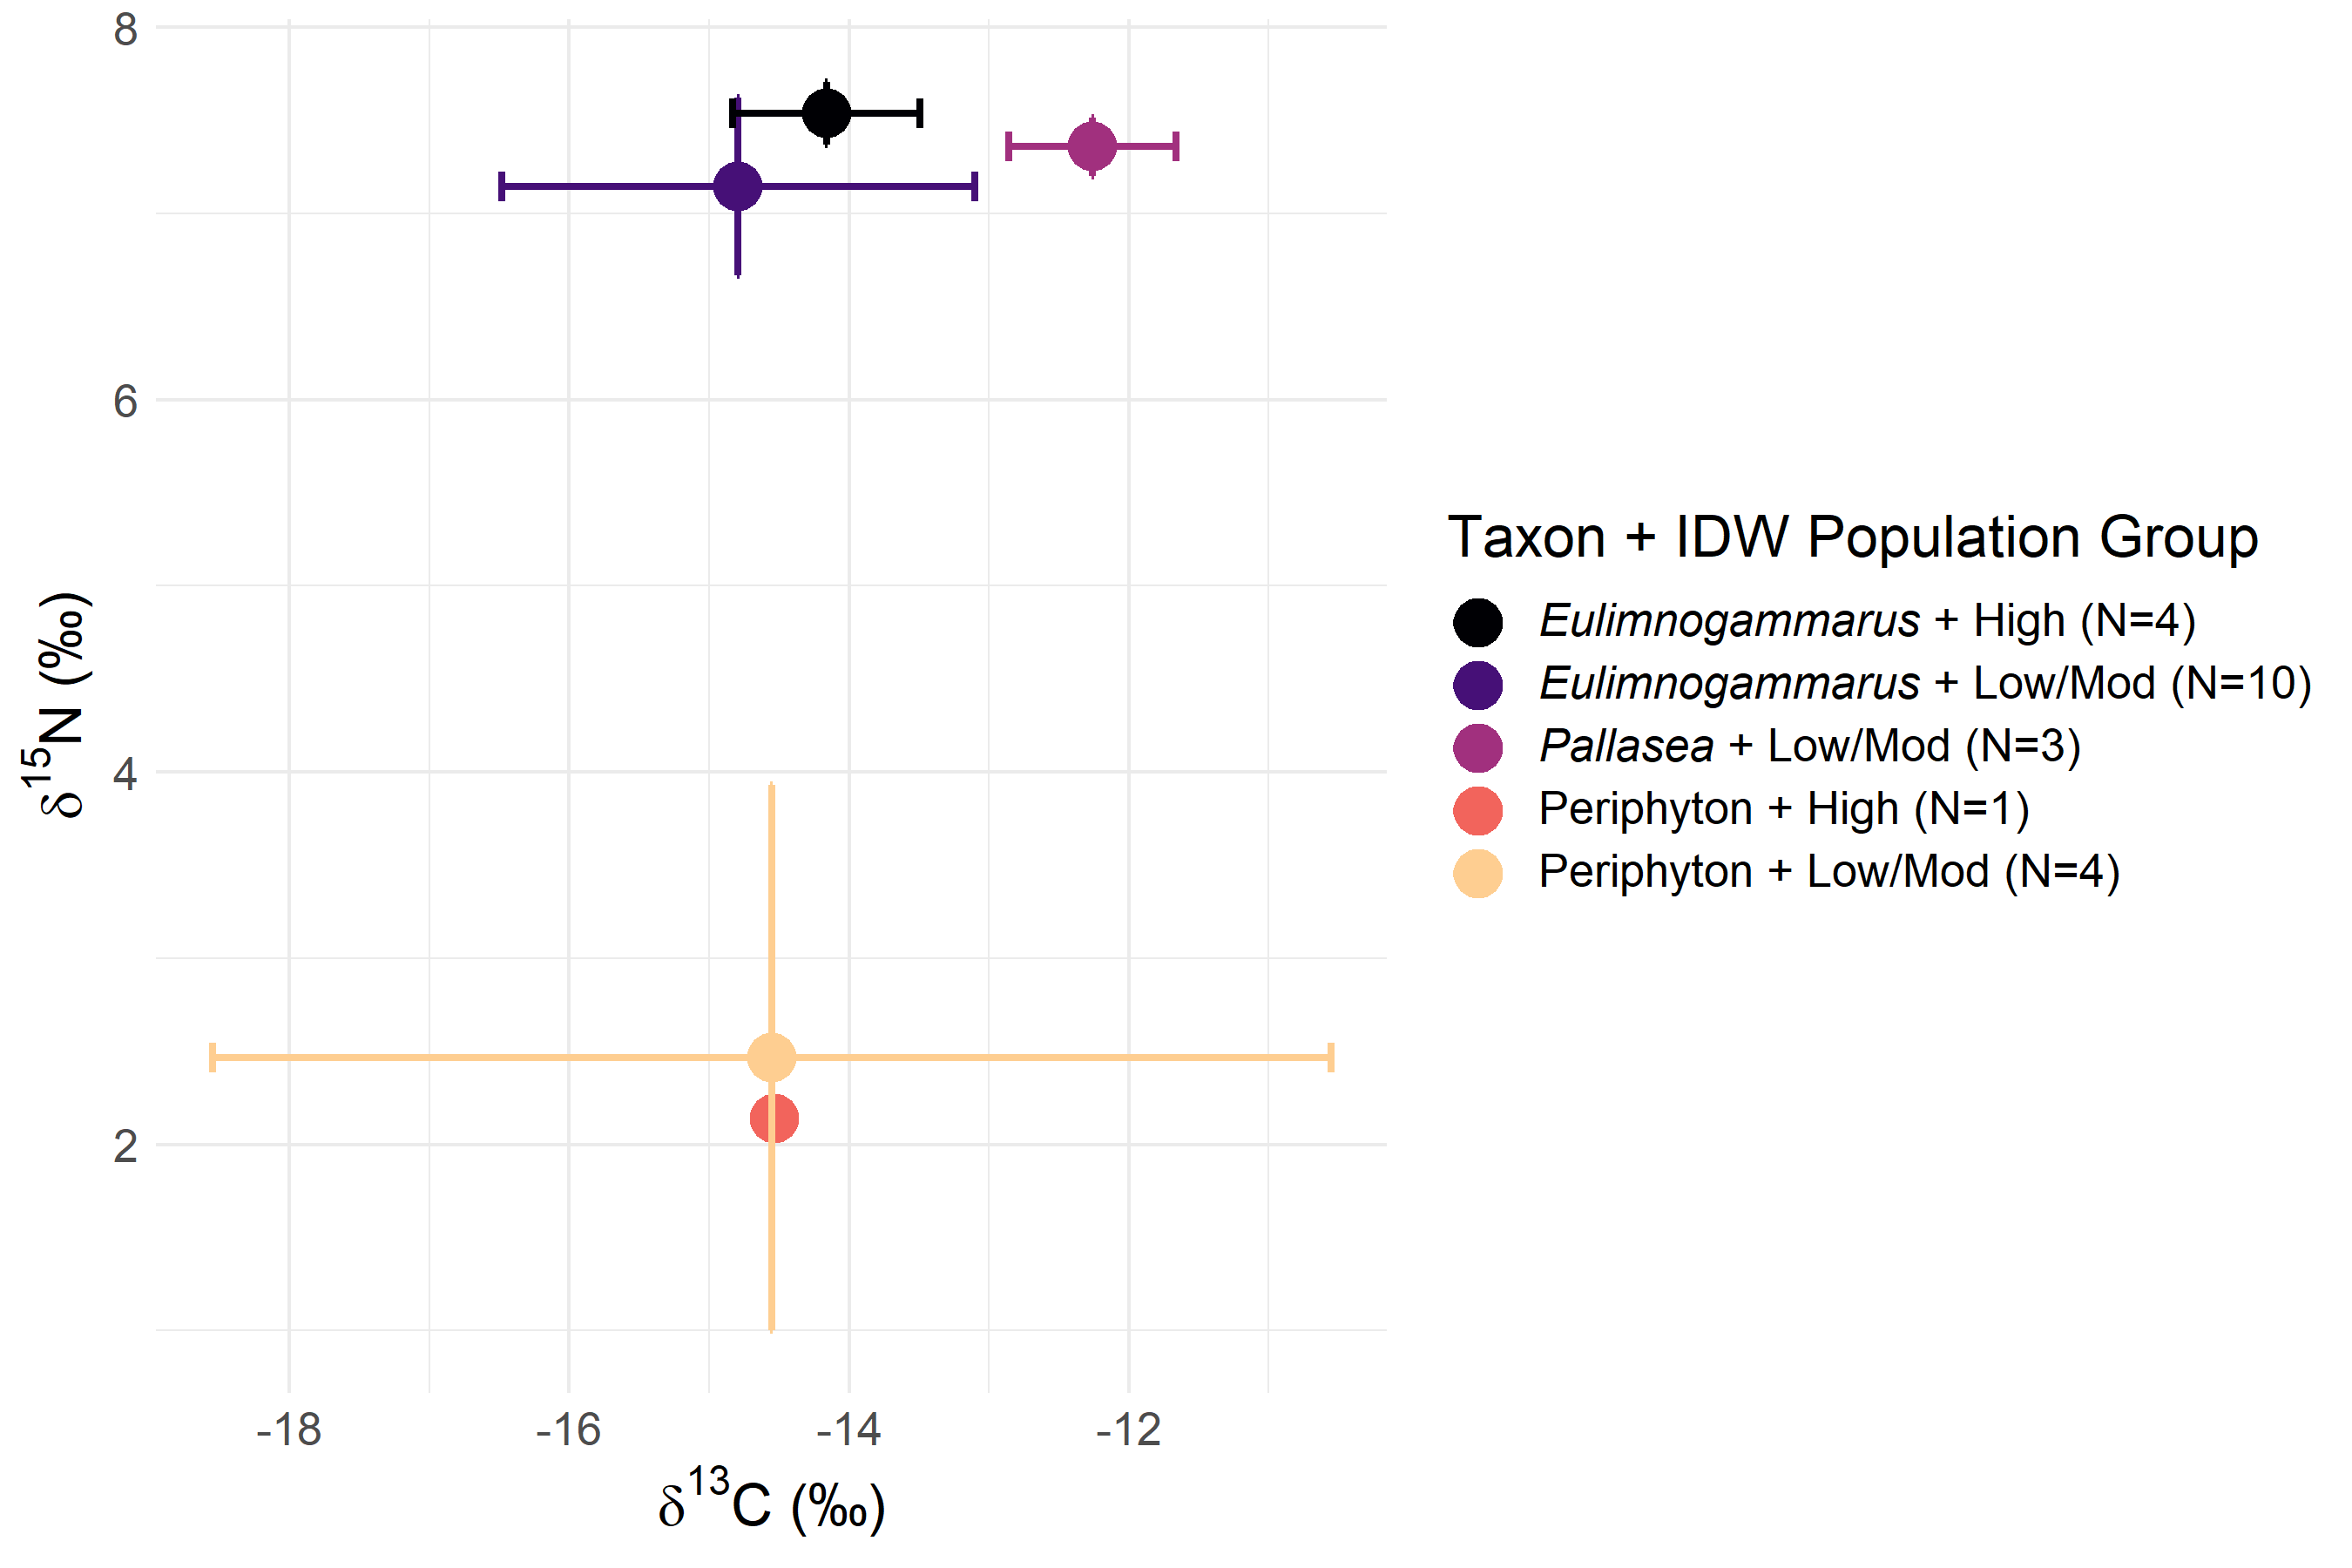 8
6
4
2
δ15N (‰)
-18 -16 -14 -12
δ13C (‰)
Taxon + IDW Population Group
Eulimnogammarus + High (N=4)
Eulimnogammarus + Low/Mod (N=10)
Pallasea + Low/Mod (N=3)
Periphyton + High (N=1)
Periphyton + Low/Mod (N=4)